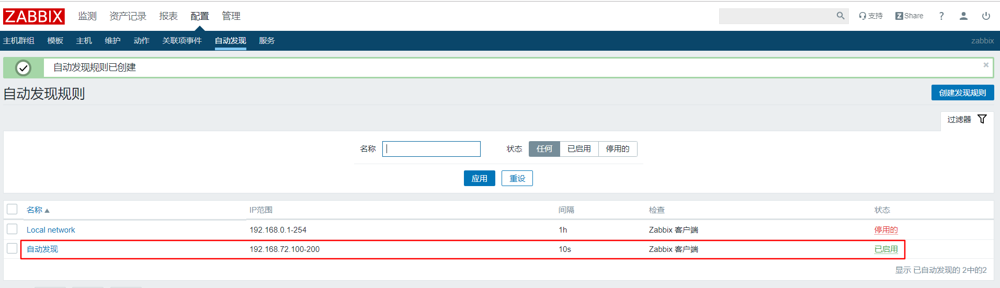 ZABBIX 监测 资产记录 报表 配置 管理 支持 Z Share ?
主机群组 模板 主机 维护 动作 关联项事件 自动发现 服务 zabbix
自动发现规则已创建
自动发现规则 创建发现规则
过滤器
名称 状态 任何 已启用 停用的
应用 重设
名称 IP范围 间隔 检查 状态
Local network 192.168.0.1-254 1h Zabbix 客户端 停用的
自动发现 192.168.72.100-200 10s Zabbix 客户端 已启用
显示 已自动发现的 2中的2